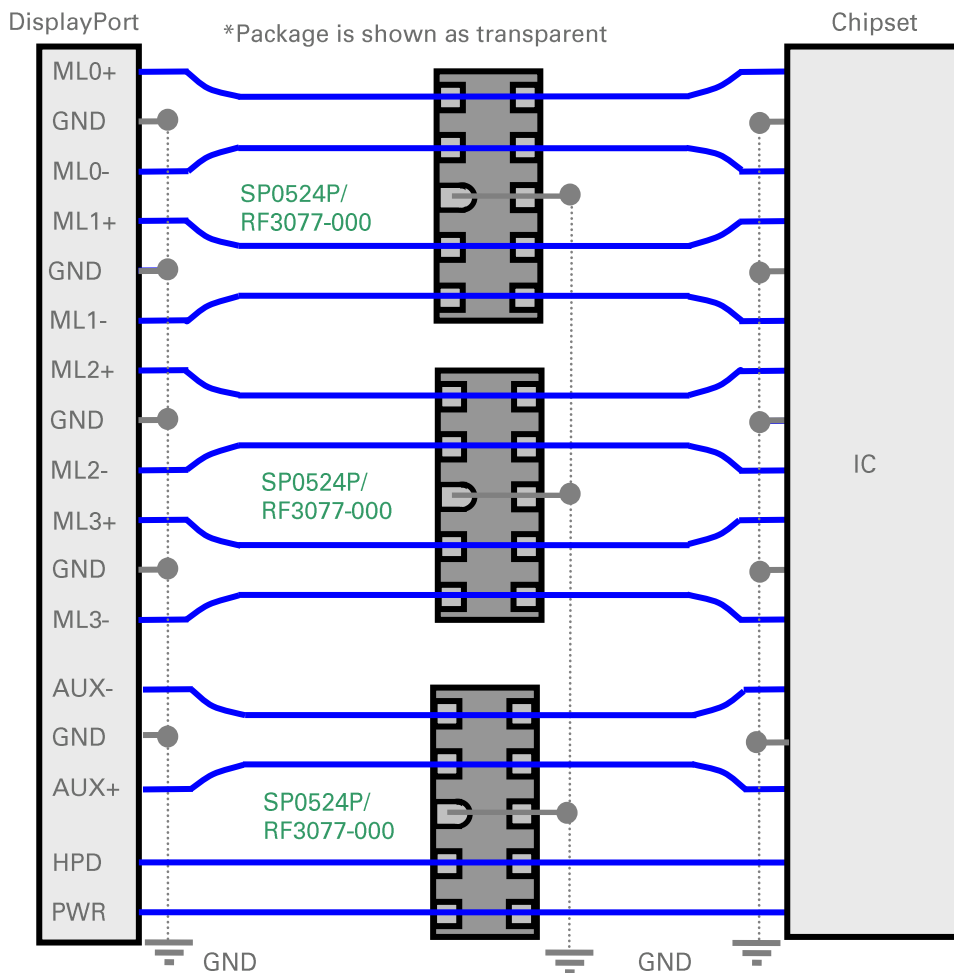 DisplayPort
*Package is shown as transparent
Chipset
ML0+
GND
ML0-
SP0524P/
RF3077-000
ML1+
GND
ML1-
ML2+
GND
ML2-
IC
SP0524P/
RF3077-000
ML3+
GND
ML3-
AUX-
GND
AUX+
SP0524P/
RF3077-000
HPD
PWR
GND
GND